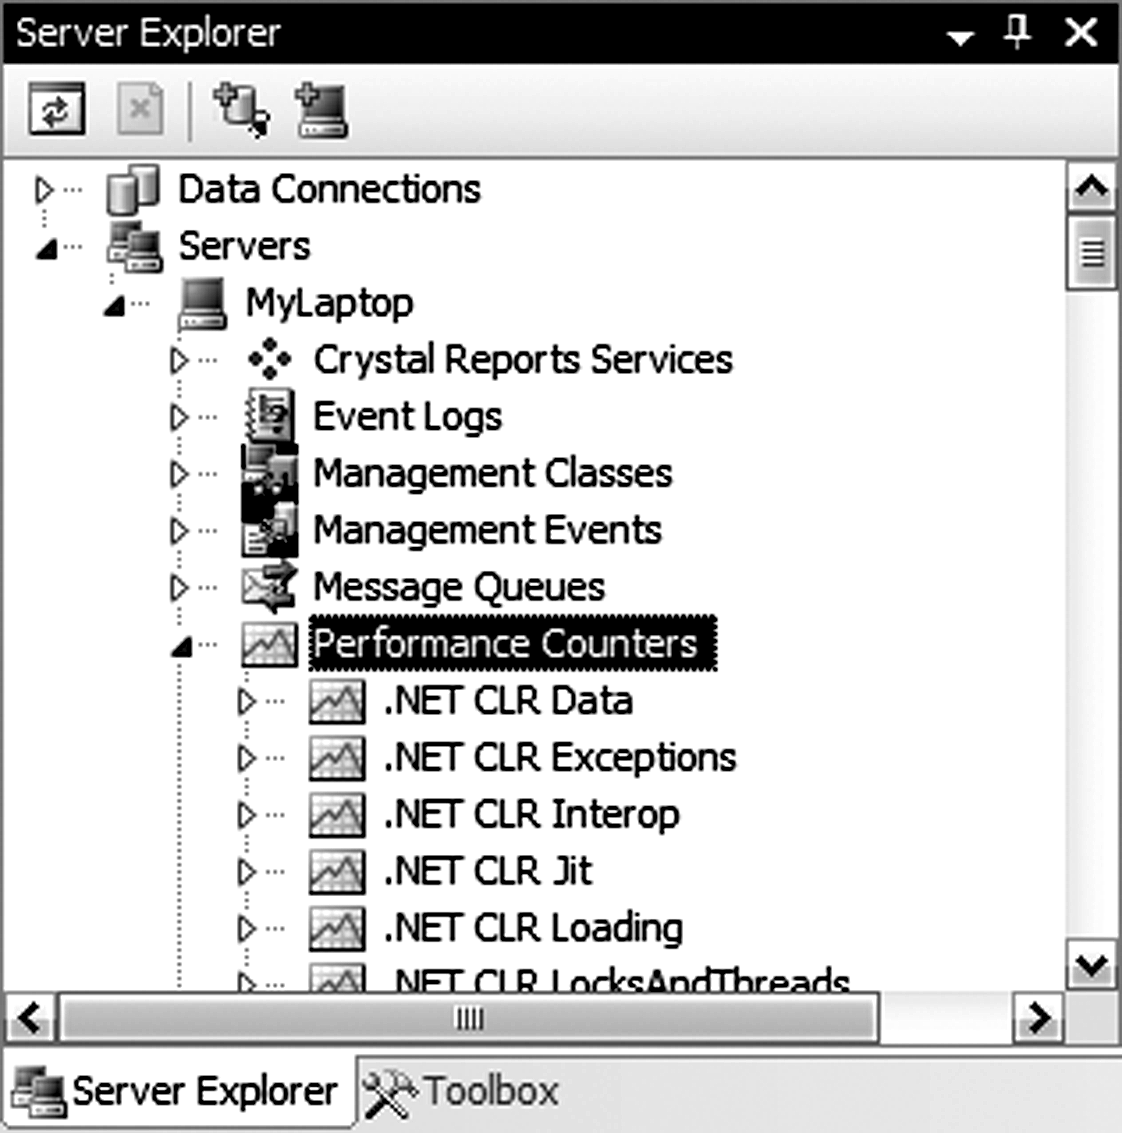 Server Explorer
Data Connections
Servers
MyLaptop
Crystal Reports Services
Event Logs
Management Classes
Management Events
Message Queues
Performance Counters
.NET CLR Data
.NET CLR Exceptions
.NET CLR Interop
.NET CLR Jit
.NET CLR Loading
.NET CLR LocksAndThreads
Server Explorer Toolbox